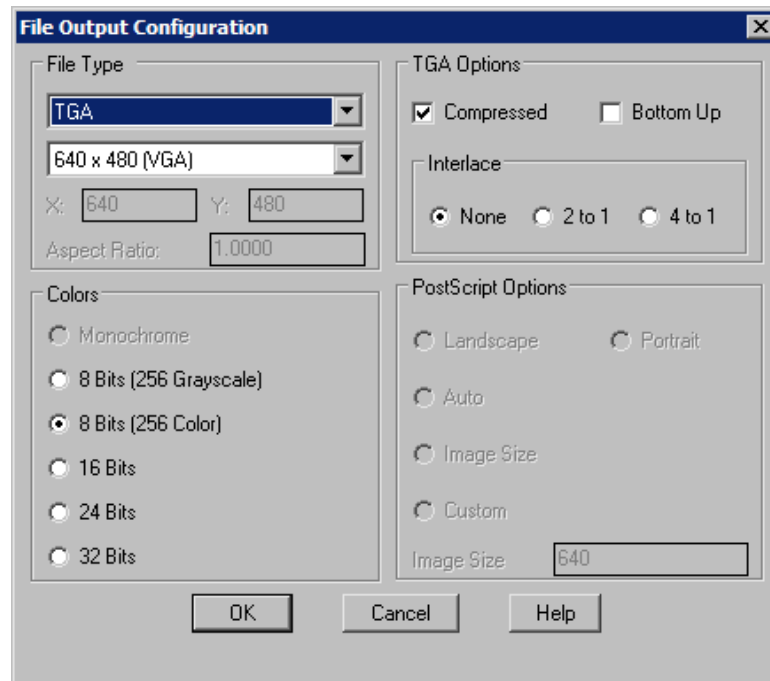 File Output Configuration
File Type
TGA
640 x 480 (VGA)
X: 640 Y: 480
Aspect Ratio: 1.0000
TGA Options
Compressed Bottom Up
Interlace
None 2 to 1 4 to 1
Colors
Monochrome
8 Bits (256 Grayscale)
8 Bits (256 Color)
16 Bits
24 Bits
32 Bits
PostScript Options
Landscape Portrait
Auto
Image Size
Custom
Image Size 640
OK Cancel Help